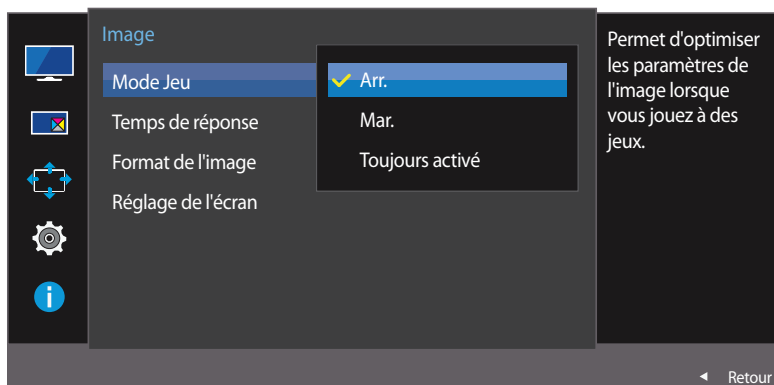 Image
Mode Jeu
Arr.
Temps de réponse
Mar.
Format de l'image
Toujours activé
Réglage de l'écran
Permet d'optimiser
les paramètres de
l'image lorsque
vous jouez à des
jeux.
i
Retour